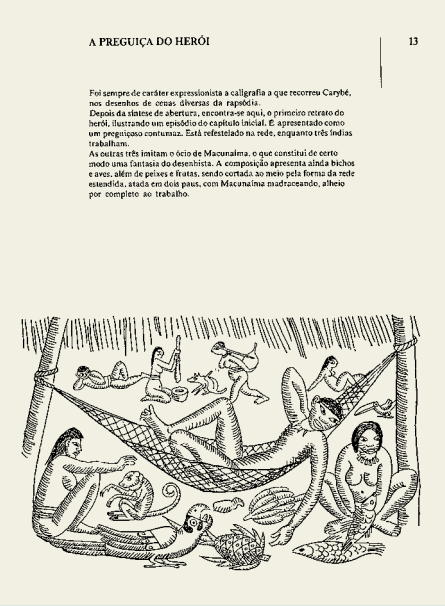 A PREGUIÇA DO HERÓI
13
Foi sempre de caráter expressionista a caligrafia a que recorreu Carybé,
nos desenhos de cenas diversas da rapsódia.
Depois da síntese de abertura, encontra-se aqui, o primeiro retrato do
herói, ilustrando um episódio do capítulo inicial. É apresentado como
um preguiçoso contumaz. Está refestelado na rede, enquanto três índias
trabalham.
As outras três imitam o ócio de Macunaíma, o que constitui de certo
modo uma fantasia do desenhista. A composição apresenta ainda bichos
e aves, além de peixes e frutas, sendo cortada ao meio pela forma da rede
estendida, atada em dois paus, com Macunaíma madraceando, alheio
por completo ao trabalho.